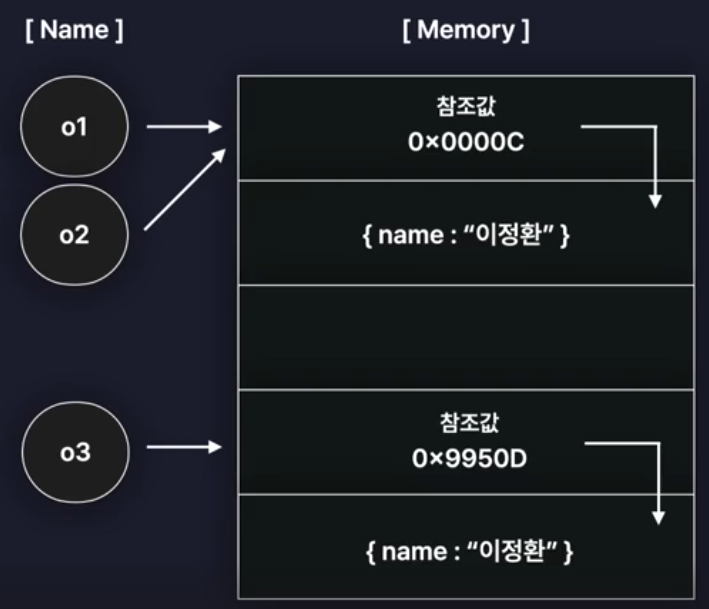 [ Name ]
[ Memory ]
o1
참조값
0×0000C
o2
{ name : “이정환” }
o3
참조값
0×9950D
{ name : “이정환” }